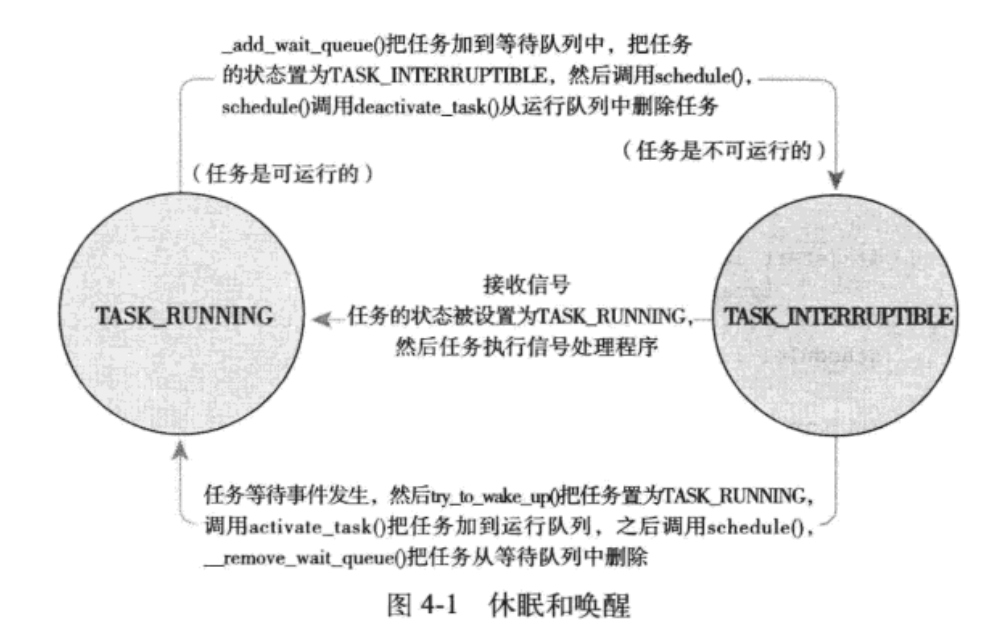 _add_wait_queue()把任务加到等待队列中，把任务
的状态置为TASK_INTERRUPTIBLE，然后调用schedule()，
schedule()调用deactivate_task()从运行队列中删除任务
（任务是不可运行的）
（任务是可运行的）
TASK_RUNNING
接收信号
任务的状态被设置为TASK_RUNNING，
然后任务执行信号处理程序
TASK_INTERRUPTIBLE
任务等待事件发生，然后try_to_wake_up()把任务置为TASK_RUNNING，
调用activate_task()把任务加到运行队列，之后调用schedule()，
__remove_wait_queue()把任务从等待队列中删除
图 4-1 休眠和唤醒